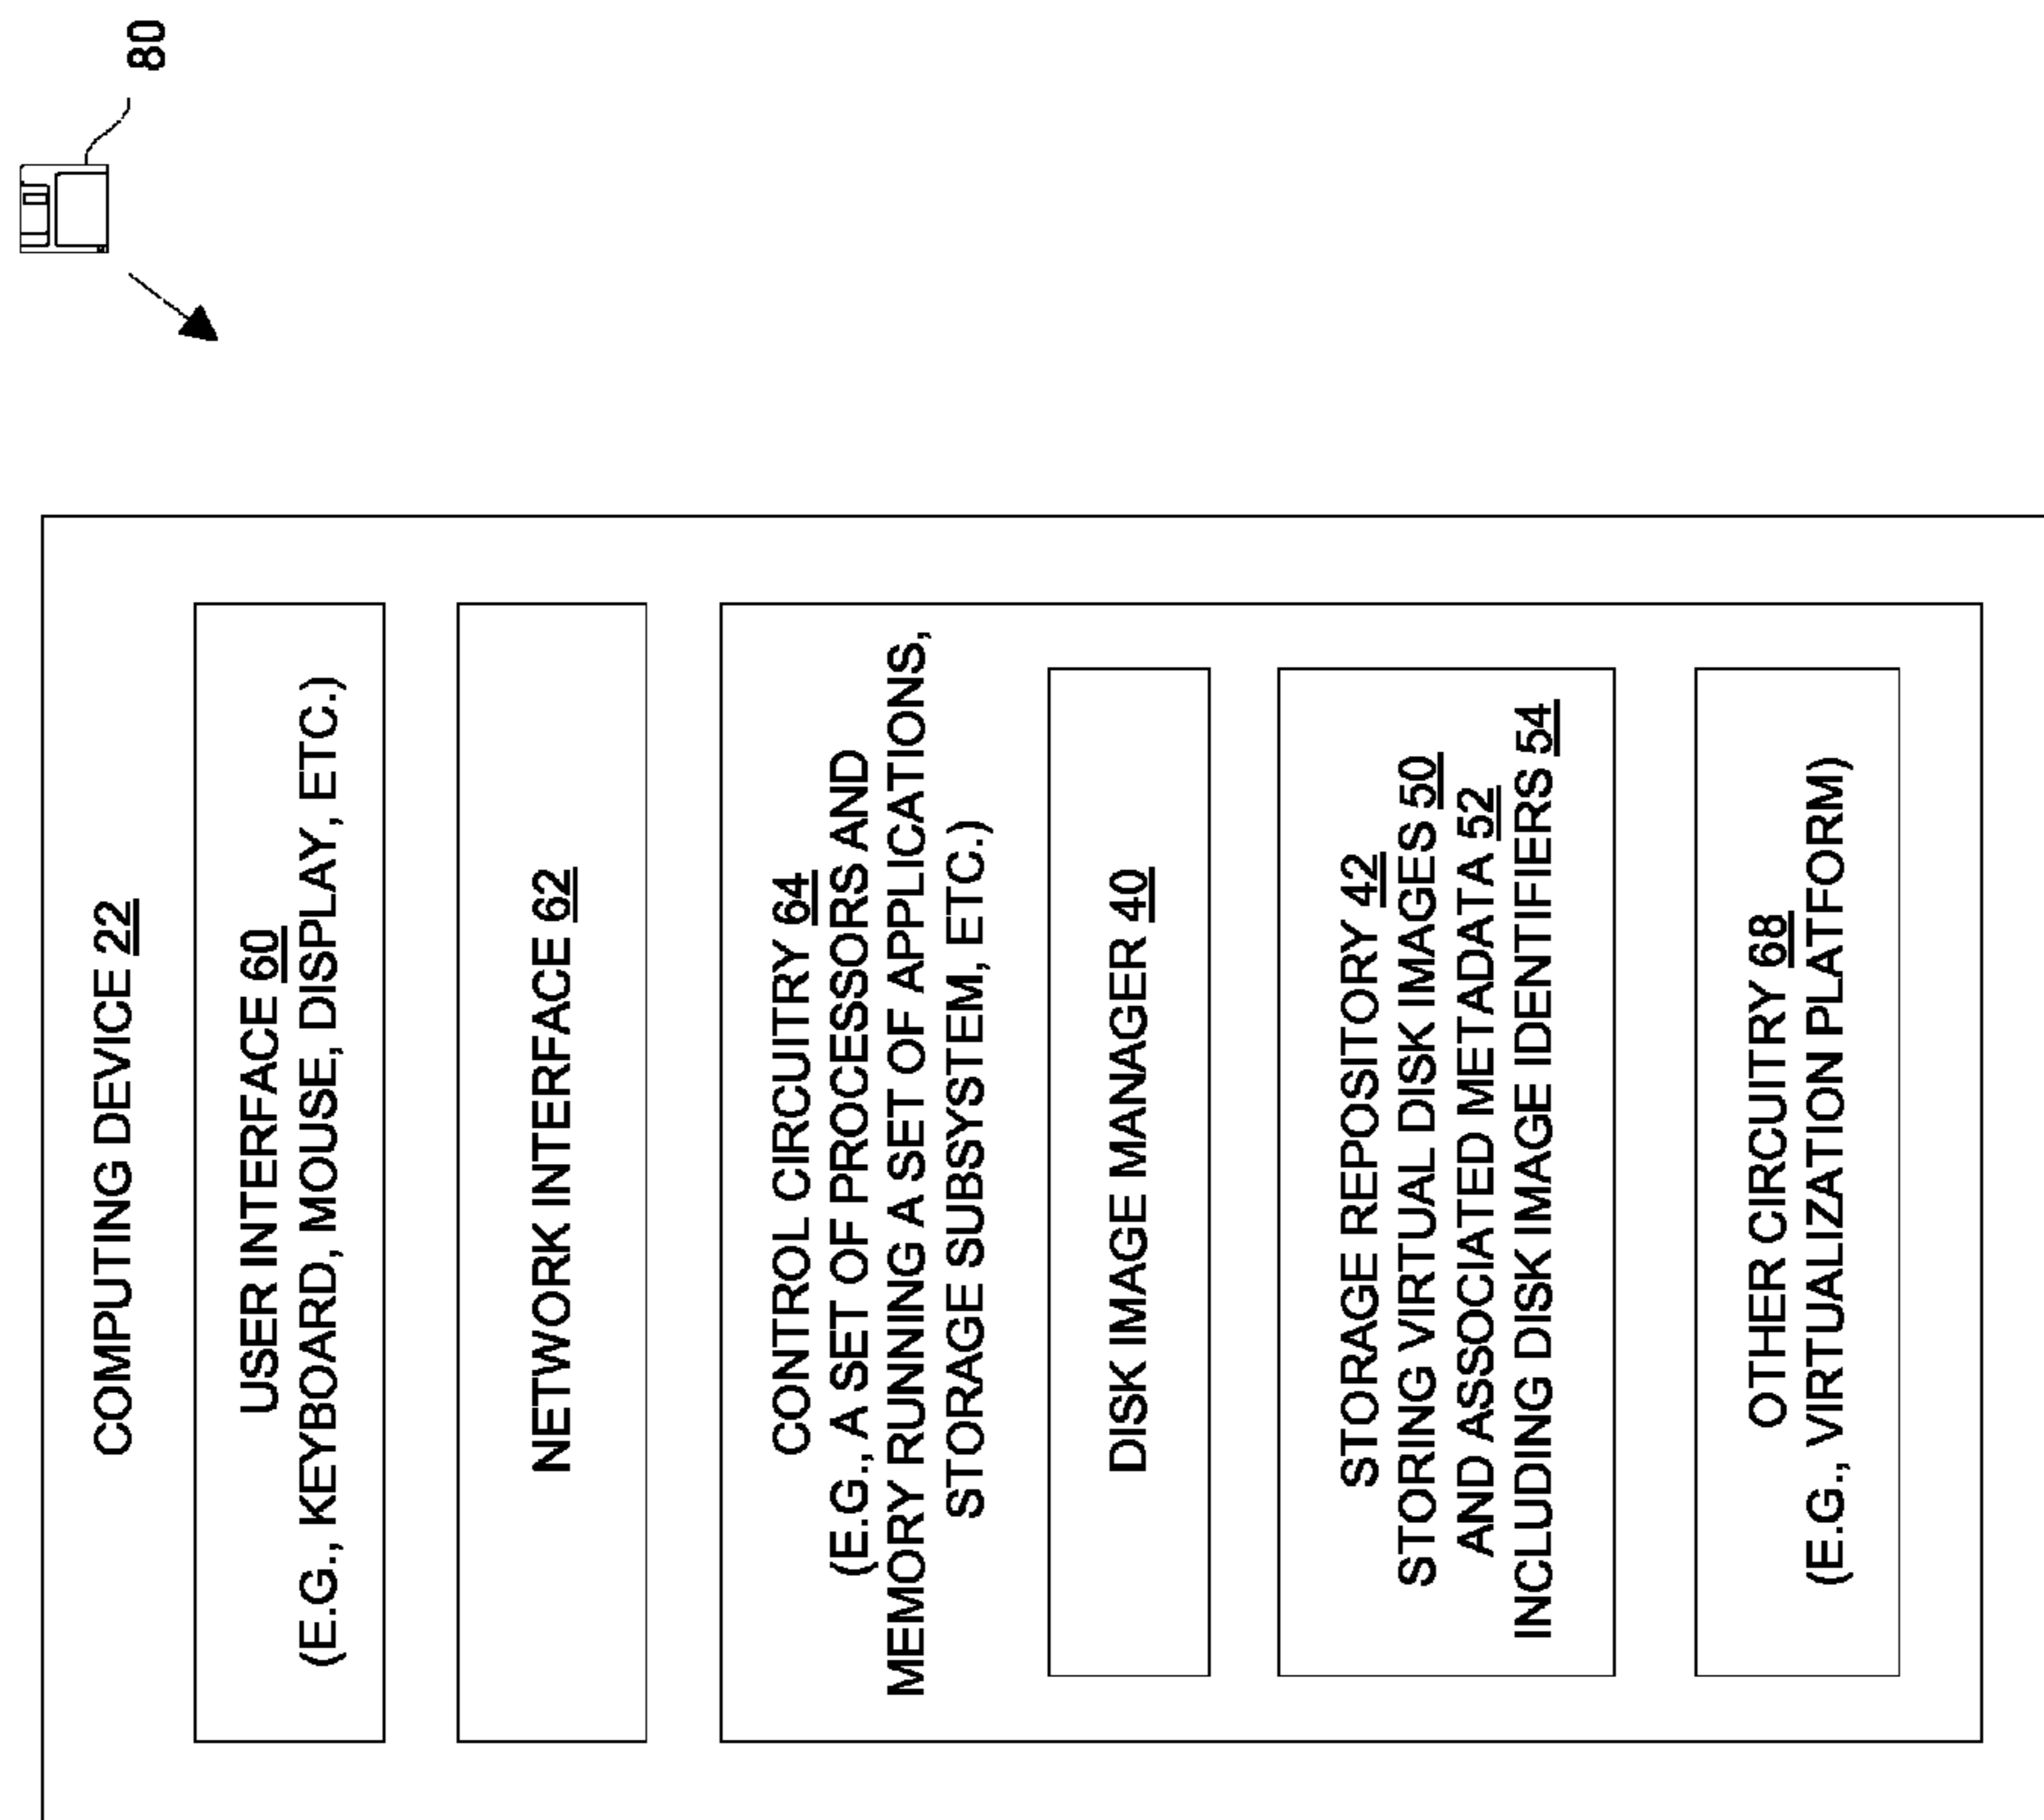 80
COMPUTING DEVICE 22
USER INTERFACE 60
(E.G., KEYBOARD, MOUSE, DISPLAY, ETC.)
NETWORK INTERFACE 62
CONTROL CIRCUITRY 64
(E.G., A SET OF PROCESSORS AND
MEMORY RUNNING A SET OF APPLICATIONS,
STORAGE SUBSYSTEM, ETC.)
DISK IMAGE MANAGER 40
STORAGE REPOSITORY 42
STORING VIRTUAL DISK IMAGES 50
AND ASSOCIATED METADATA 52
INCLUDING DISK IMAGE IDENTIFIERS 54
OTHER CIRCUITRY 68
(E.G., VIRTUALIZATION PLATFORM)